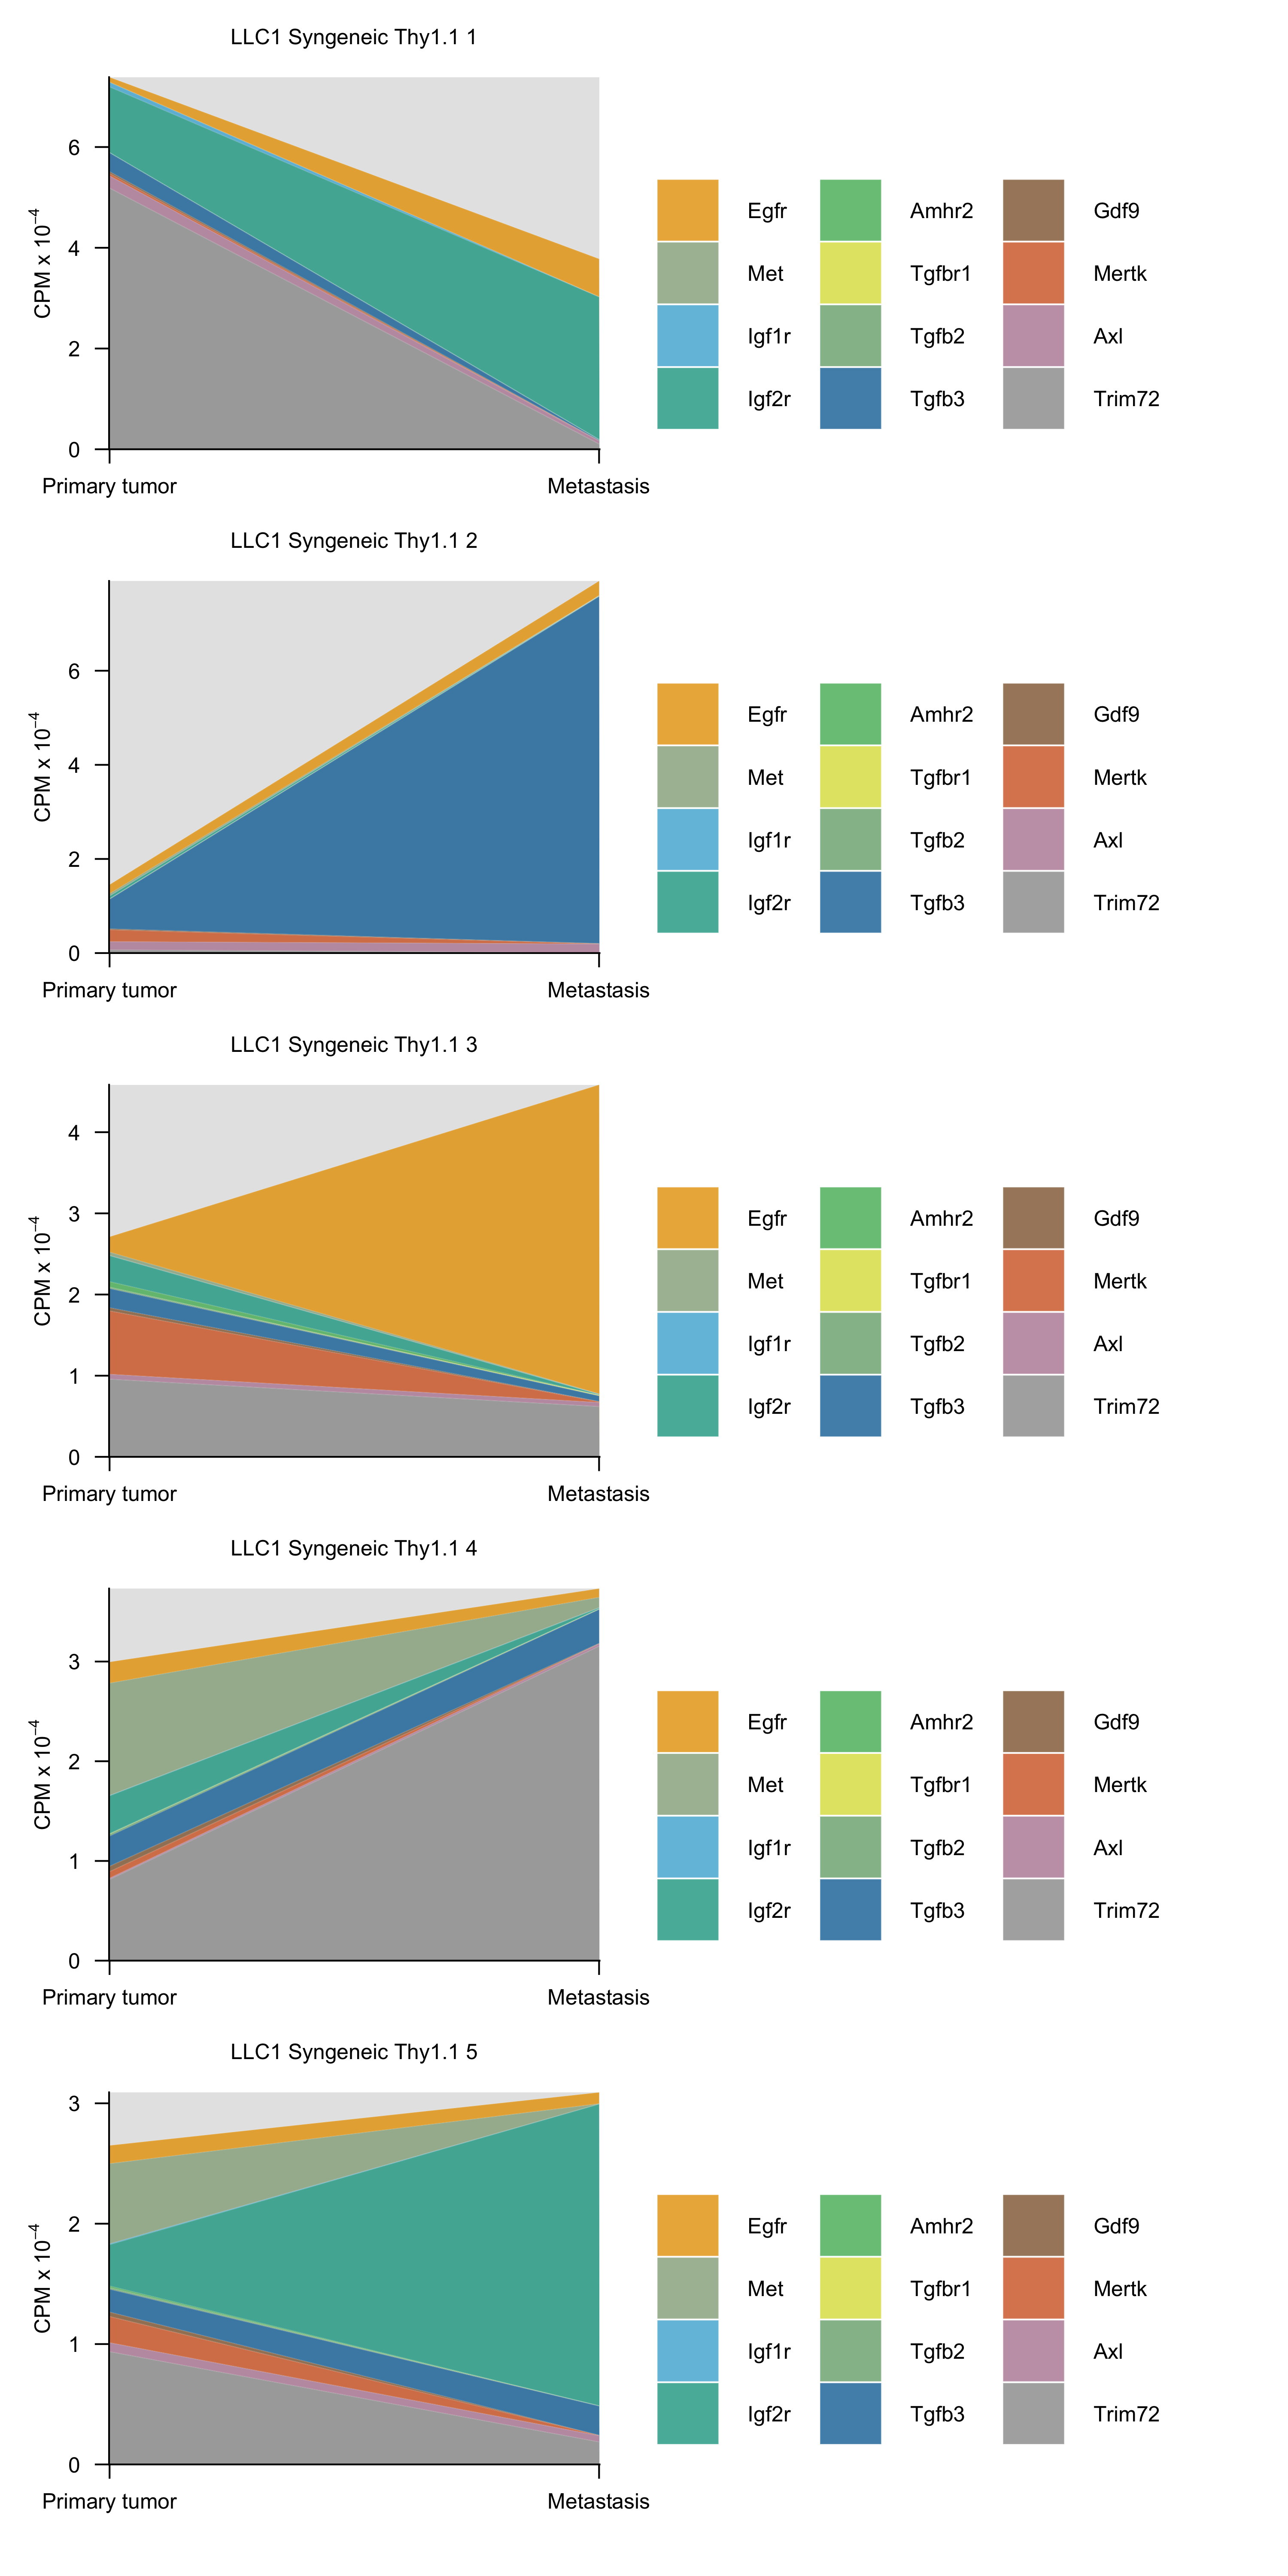 LLC1 Syngeneic Thy1.1 1
CPM x 10⁻⁴
6
4
2
0
Primary tumor Metastasis
Egfr Amhr2 Gdf9
Met Tgfbr1 Mertk
Igf1r Tgfb2 Axl
Igf2r Tgfb3 Trim72
LLC1 Syngeneic Thy1.1 2
CPM x 10⁻⁴
6
4
2
0
Primary tumor Metastasis
Egfr Amhr2 Gdf9
Met Tgfbr1 Mertk
Igf1r Tgfb2 Axl
Igf2r Tgfb3 Trim72
LLC1 Syngeneic Thy1.1 3
CPM x 10⁻⁴
4
3
2
1
0
Primary tumor Metastasis
Egfr Amhr2 Gdf9
Met Tgfbr1 Mertk
Igf1r Tgfb2 Axl
Igf2r Tgfb3 Trim72
LLC1 Syngeneic Thy1.1 4
CPM x 10⁻⁴
3
2
1
0
Primary tumor Metastasis
Egfr Amhr2 Gdf9
Met Tgfbr1 Mertk
Igf1r Tgfb2 Axl
Igf2r Tgfb3 Trim72
LLC1 Syngeneic Thy1.1 5
CPM x 10⁻⁴
3
2
1
0
Primary tumor Metastasis
Egfr Amhr2 Gdf9
Met Tgfbr1 Mertk
Igf1r Tgfb2 Axl
Igf2r Tgfb3 Trim72